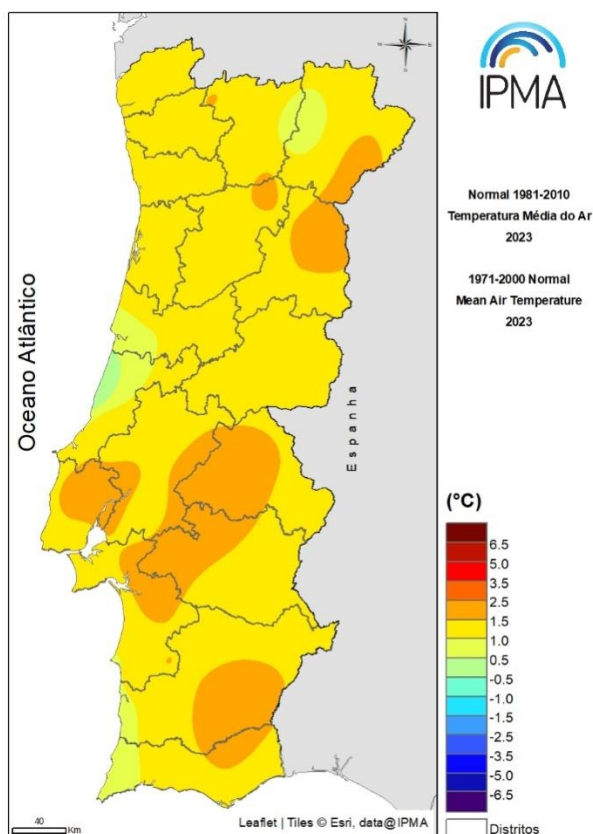 IPMA
Normal 1981-2010
Temperatura Média do Ar
2023
1971-2000 Normal
Mean Air Temperature
2023
Oceano Atlântico
Espanha
(°C)
6.5
5.0
3.5
2.5
1.5
1.0
0.5
-0.5
-1.5
-2.5
-3.5
-5.0
-6.5
Distritos
40
Km
Leaflet | Tiles © Esri, data@IPMA